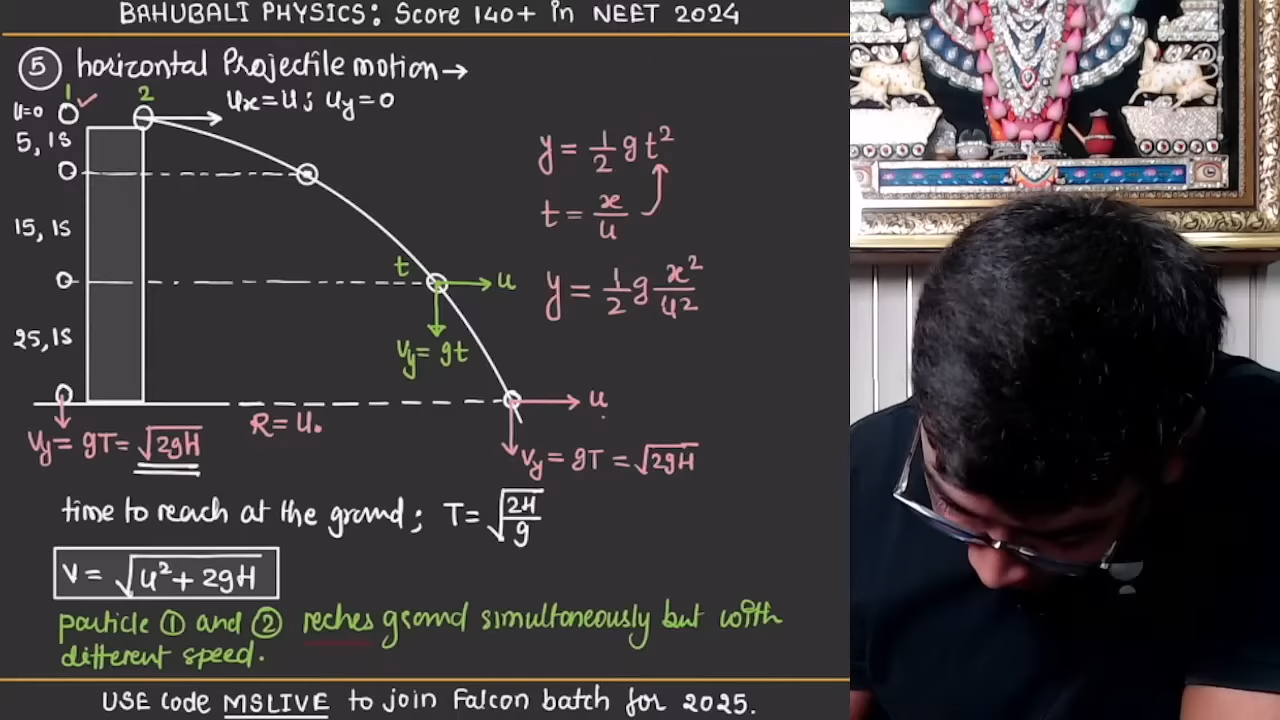 BAHUBALI PHYSICS: Score 140+ in NEET 2024
⑤ horizontal Projectile motion→
1 ✓ 2
u=0
ux=u; uy=0
5, 1s
15, 1s
25, 1s
t
u
vy= gt
y = 1/2 gt²
t = x/u
y = 1/2 g x²/u²
R= u.
u
vy= gT= √2gH
vy = gT = √2gH
time to reach at the ground; T= √2H/g
V = √u²+ 2gH
particle ① and ② reches ground simultaneously but with
different speed.
USE Code MSLIVE to join Falcon batch for 2025.